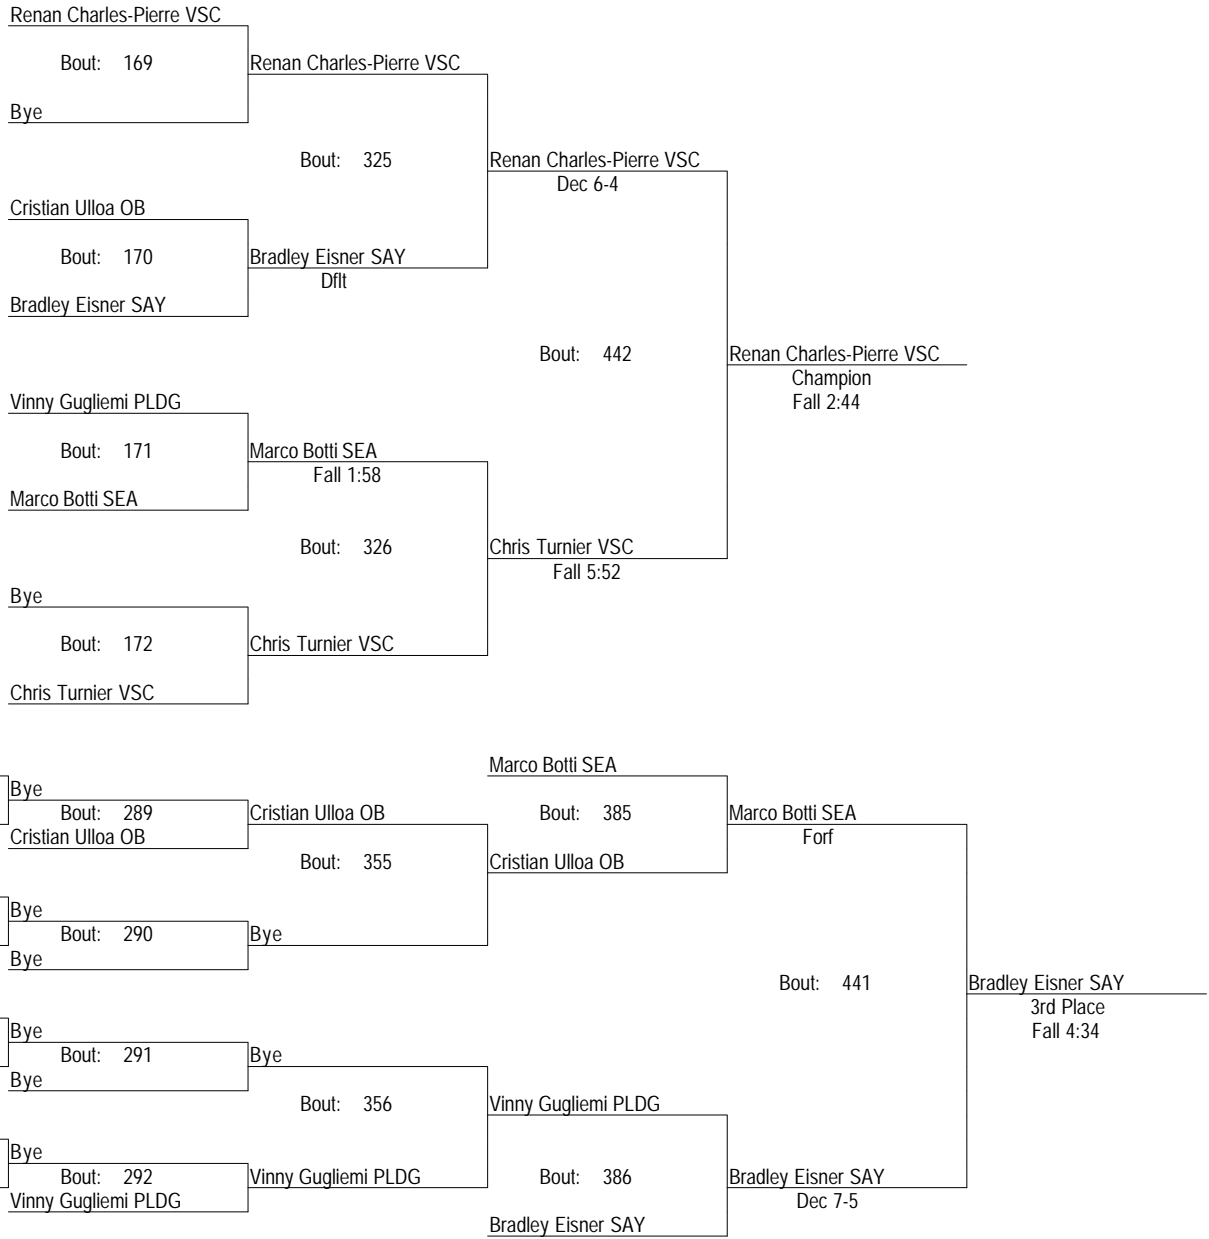 Renan Charles-Pierre VSC
Bout: 169
Renan Charles-Pierre VSC
Bye
Bout: 325
Renan Charles-Pierre VSC
Dec 6-4
Cristian Ulloa OB
Bout: 170
Bradley Eisner SAY
Dflt
Bradley Eisner SAY
Bout: 442
Renan Charles-Pierre VSC
Champion
Fall 2:44
Vinny Gugliemi PLDG
Bout: 171
Marco Botti SEA
Fall 1:58
Marco Botti SEA
Bout: 326
Chris Turnier VSC
Fall 5:52
Bye
Bout: 172
Chris Turnier VSC
Chris Turnier VSC
Marco Botti SEA
Bye
Bout: 289
Cristian Ulloa OB
Bout: 385
Marco Botti SEA
Forf
Cristian Ulloa OB
Bout: 355
Cristian Ulloa OB
Bye
Bout: 290
Bye
Bye
Bout: 441
Bradley Eisner SAY
3rd Place
Fall 4:34
Bye
Bout: 291
Bye
Bye
Bout: 356
Vinny Gugliemi PLDG
Bye
Bout: 292
Vinny Gugliemi PLDG
Bout: 386
Bradley Eisner SAY
Dec 7-5
Vinny Gugliemi PLDG
Bradley Eisner SAY